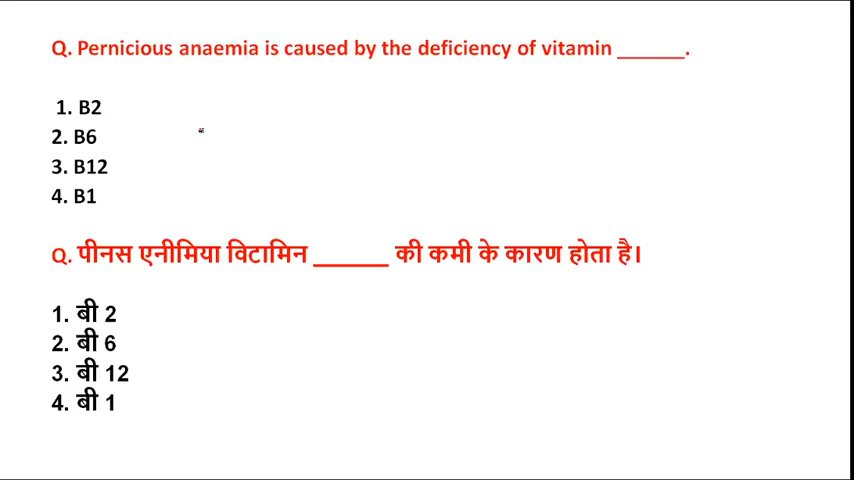 Q. Pernicious anaemia is caused by the deficiency of vitamin ______.
1. B2
2. B6
3. B12
4. B1
Q. पीनस एनीमिया विटामिन ______ की कमी के कारण होता है।
1. बी 2
2. बी 6
3. बी 12
4. बी 1